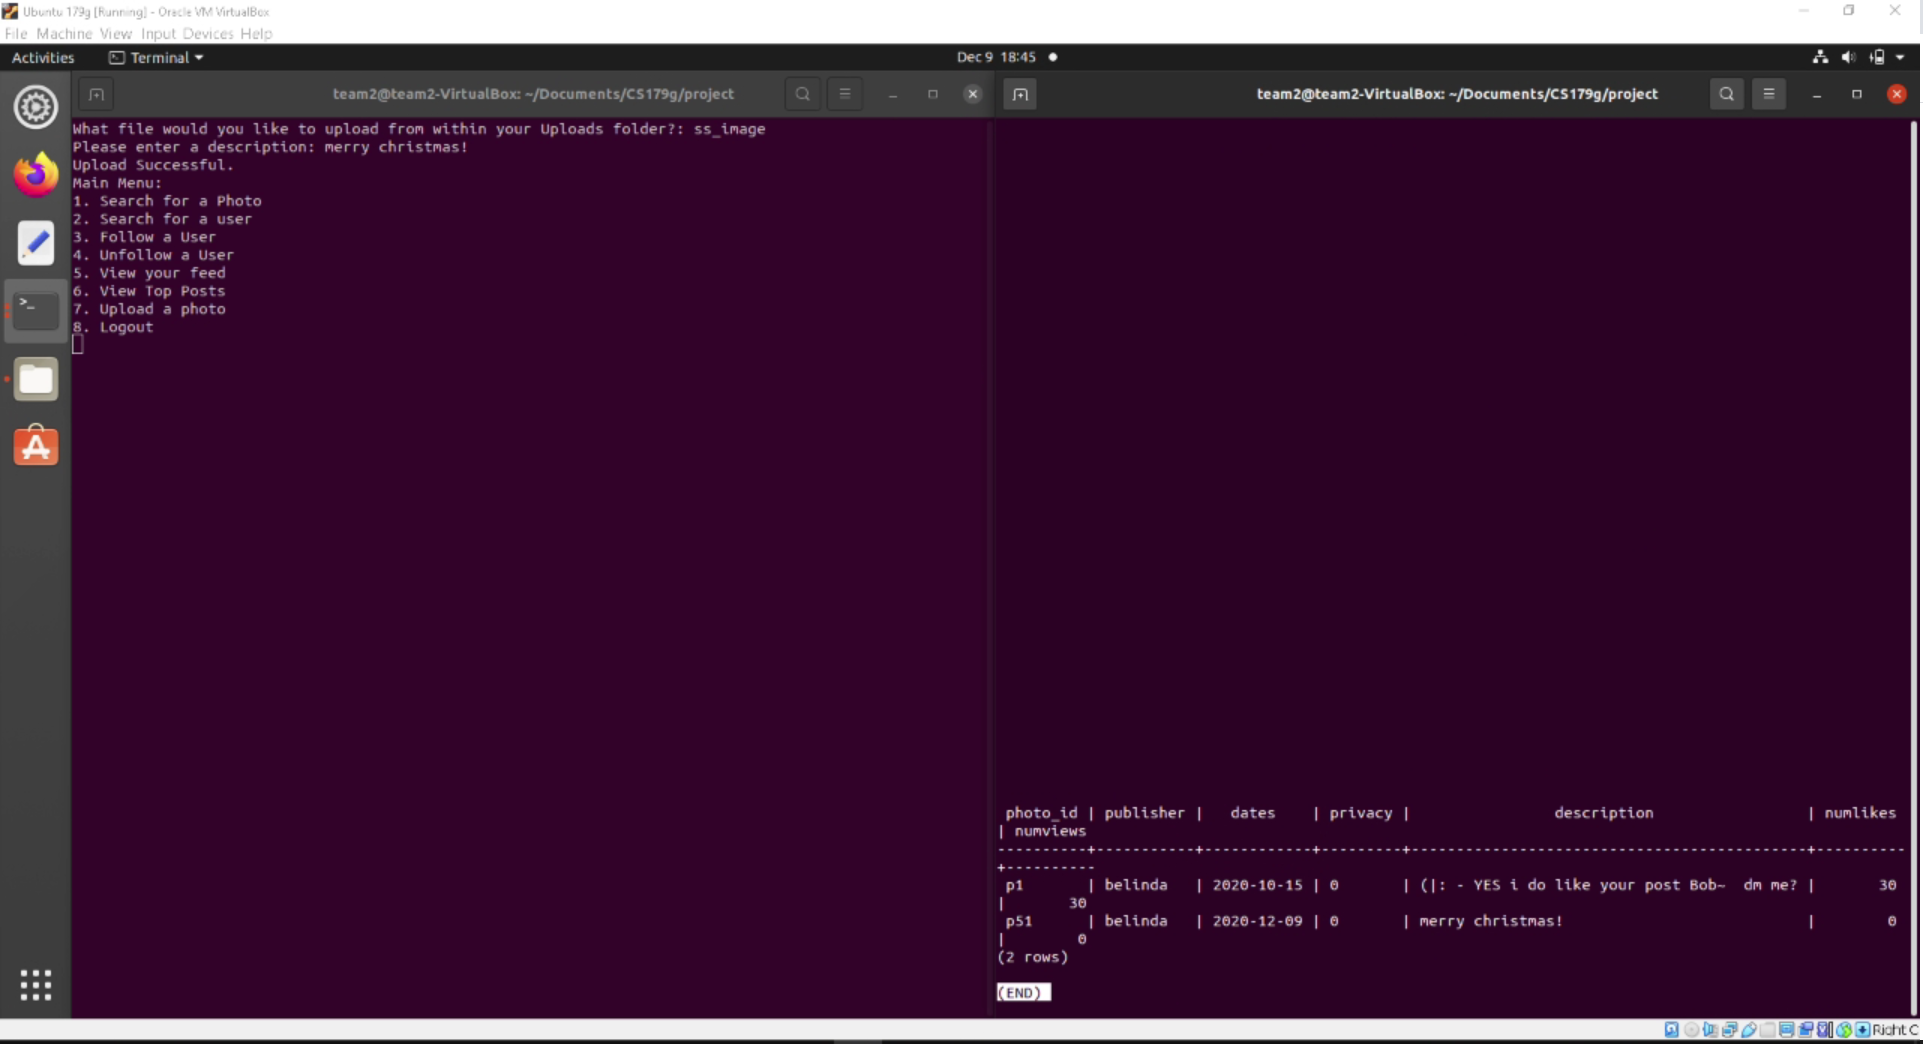 Ubuntu 179g [Running] - Oracle VM VirtualBox
File Machine View Input Devices Help
Activities Terminal Dec 9 18:45
team2@team2-VirtualBox: ~/Documents/CS179g/project
What file would you like to upload from within your Uploads folder?: ss_image
Please enter a description: merry christmas!
Upload Successful.
Main Menu:
1. Search for a Photo
2. Search for a user
3. Follow a User
4. Unfollow a User
5. View your feed
6. View Top Posts
7. Upload a photo
8. Logout
team2@team2-VirtualBox: ~/Documents/CS179g/project
photo_id | publisher | dates | privacy | description | numlikes
| numviews
----------+-----------+------------+---------+--------------------------------------------+----------
+----------
p1 | belinda | 2020-10-15 | 0 | (|: - YES i do like your post Bob~ dm me? | 30
| 30
p51 | belinda | 2020-12-09 | 0 | merry christmas! | 0
| 0
(2 rows)
(END)
Right C